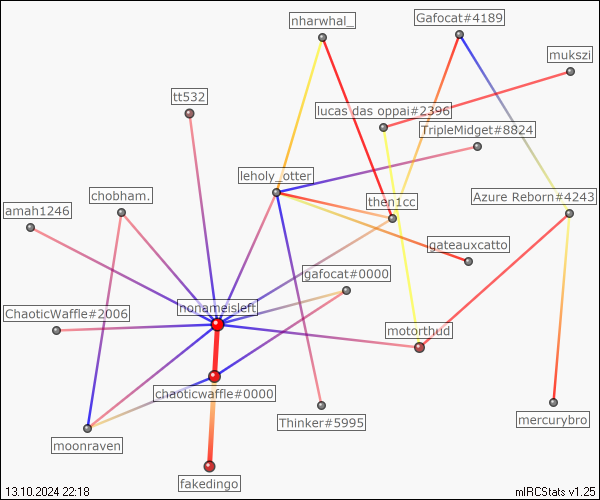 nharwhal_
Gafocat#4189
mukszi
tt532
lucas das oppai#2396
TripleMidget#8824
leholy_otter
chobham.
then1cc
Azure Reborn#4243
amah1246
gateauxcatto
gafocat#0000
nonameisleft
ChaoticWaffle#2006
motorthud
chaoticwaffle#0000
Thinker#5995
mercurybro
moonraven
fakedingo
13.10.2024 22:18
mIRCStats v1.25